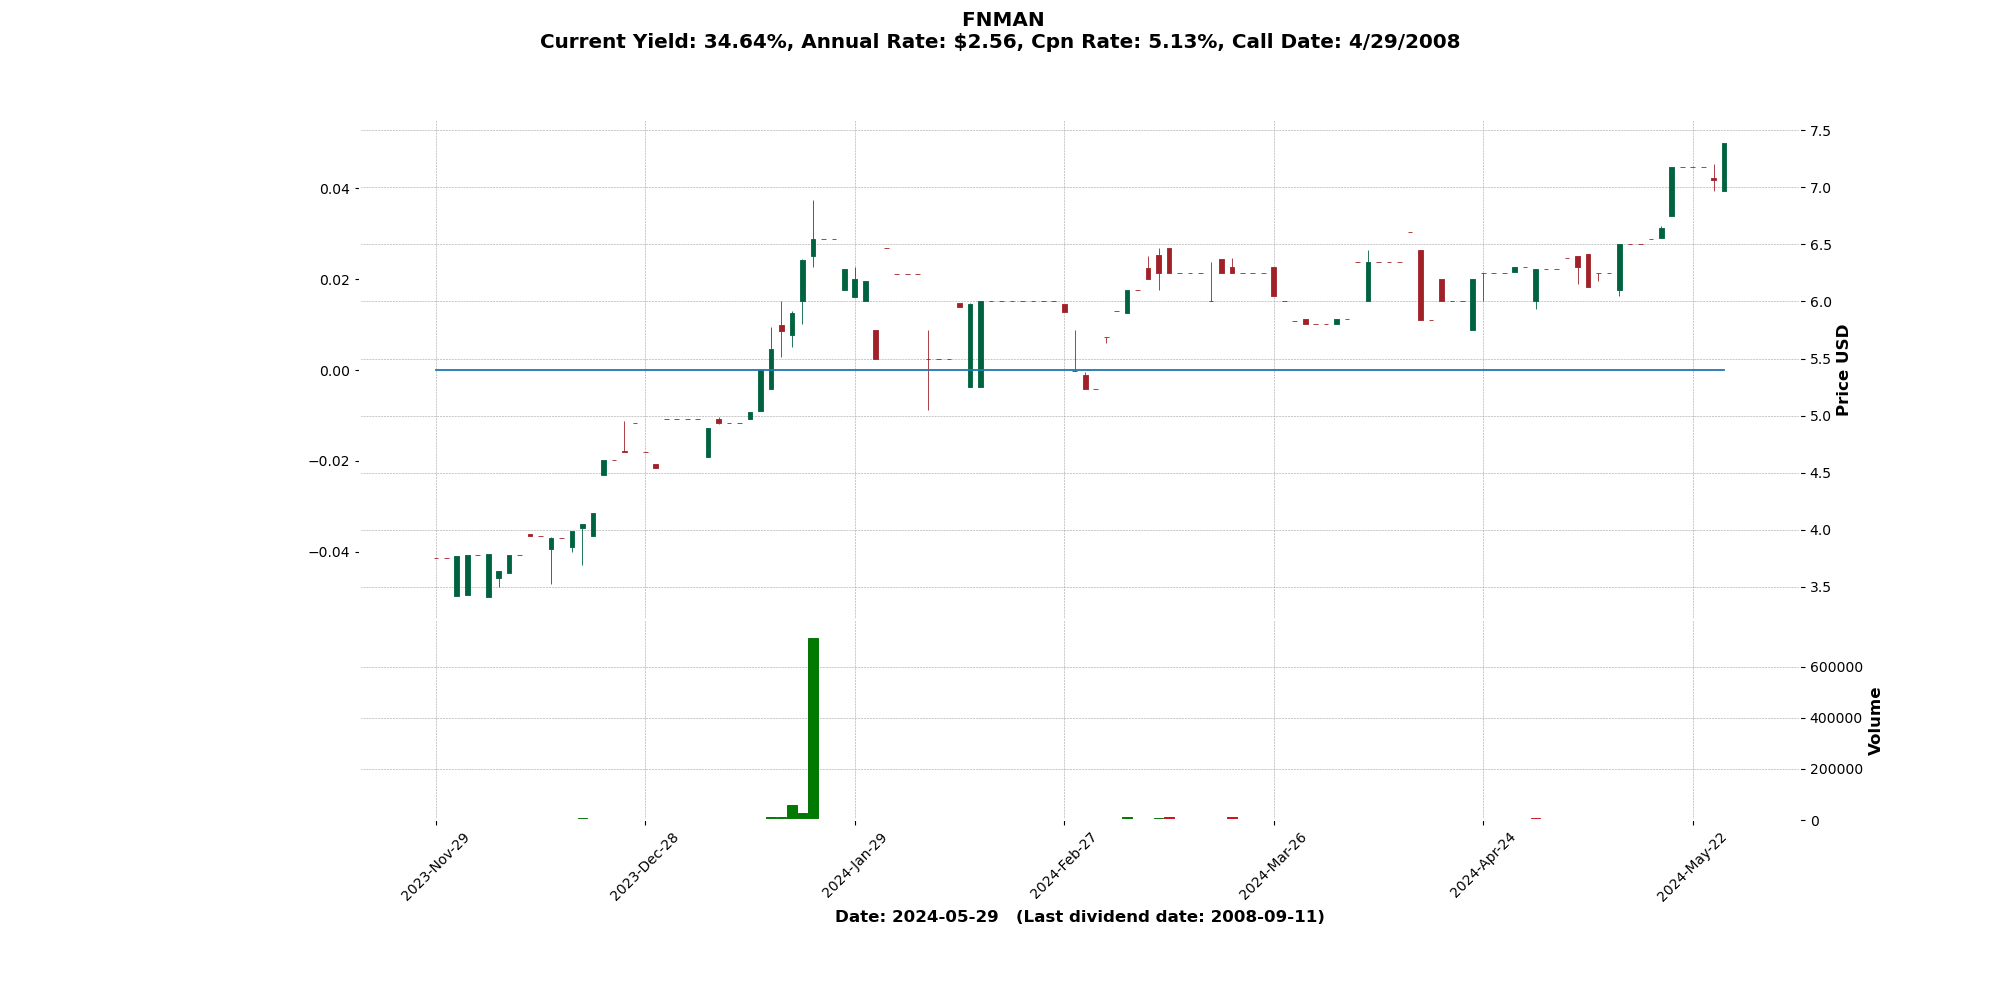 FNMAN
Current Yield: 34.64%, Annual Rate: $2.56, Cpn Rate: 5.13%, Call Date: 4/29/2008
7.5
0.04
7.0
6.5
0.02
6.0
5.5
0.00
Price USD
5.0
−0.02
4.5
4.0
−0.04
3.5
600000
400000
Volume
200000
0
2023-Nov-29
2023-Dec-28
2024-Jan-29
2024-Feb-27
2024-Mar-26
2024-Apr-24
2024-May-22
Date: 2024-05-29   (Last dividend date: 2008-09-11)